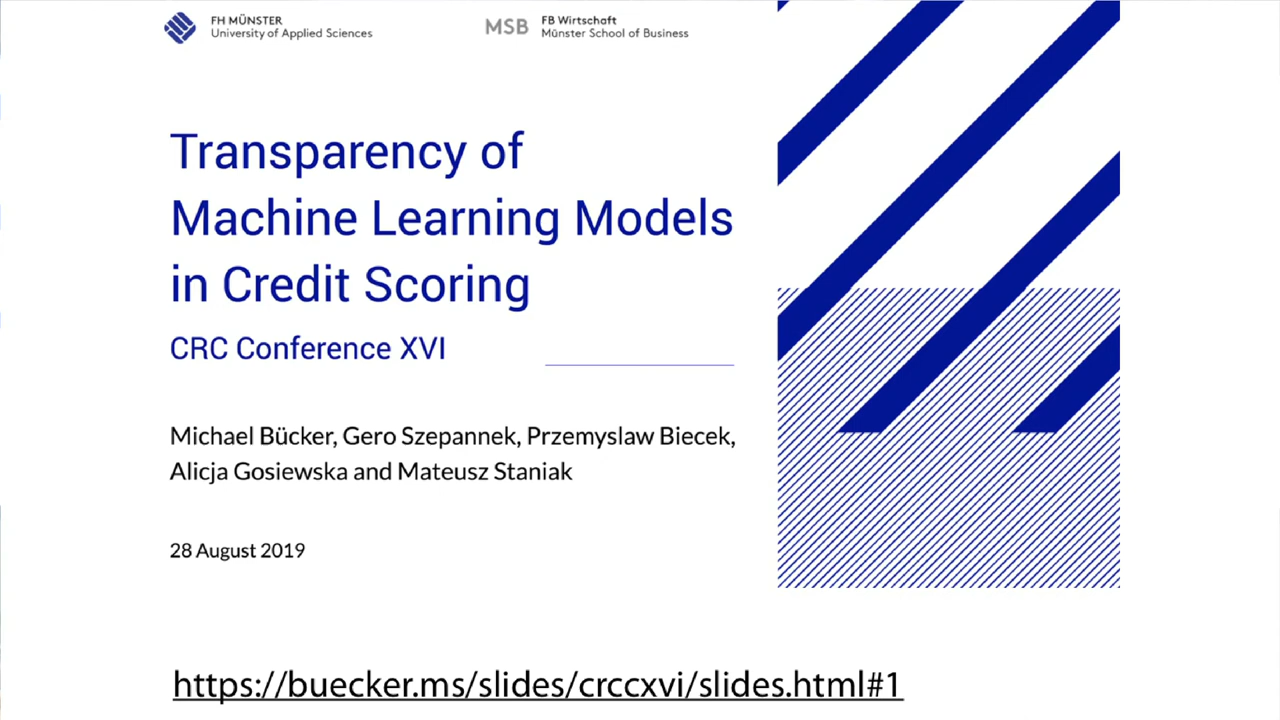 FH MÜNSTER
University of Applied Sciences
MSB
FB Wirtschaft
Münster School of Business
Transparency of
Machine Learning Models
in Credit Scoring
CRC Conference XVI
Michael Bücker, Gero Szepannek, Przemyslaw Biecek,
Alicja Gosiewska and Mateusz Staniak
28 August 2019
https://buecker.ms/slides/crccxvi/slides.html#1